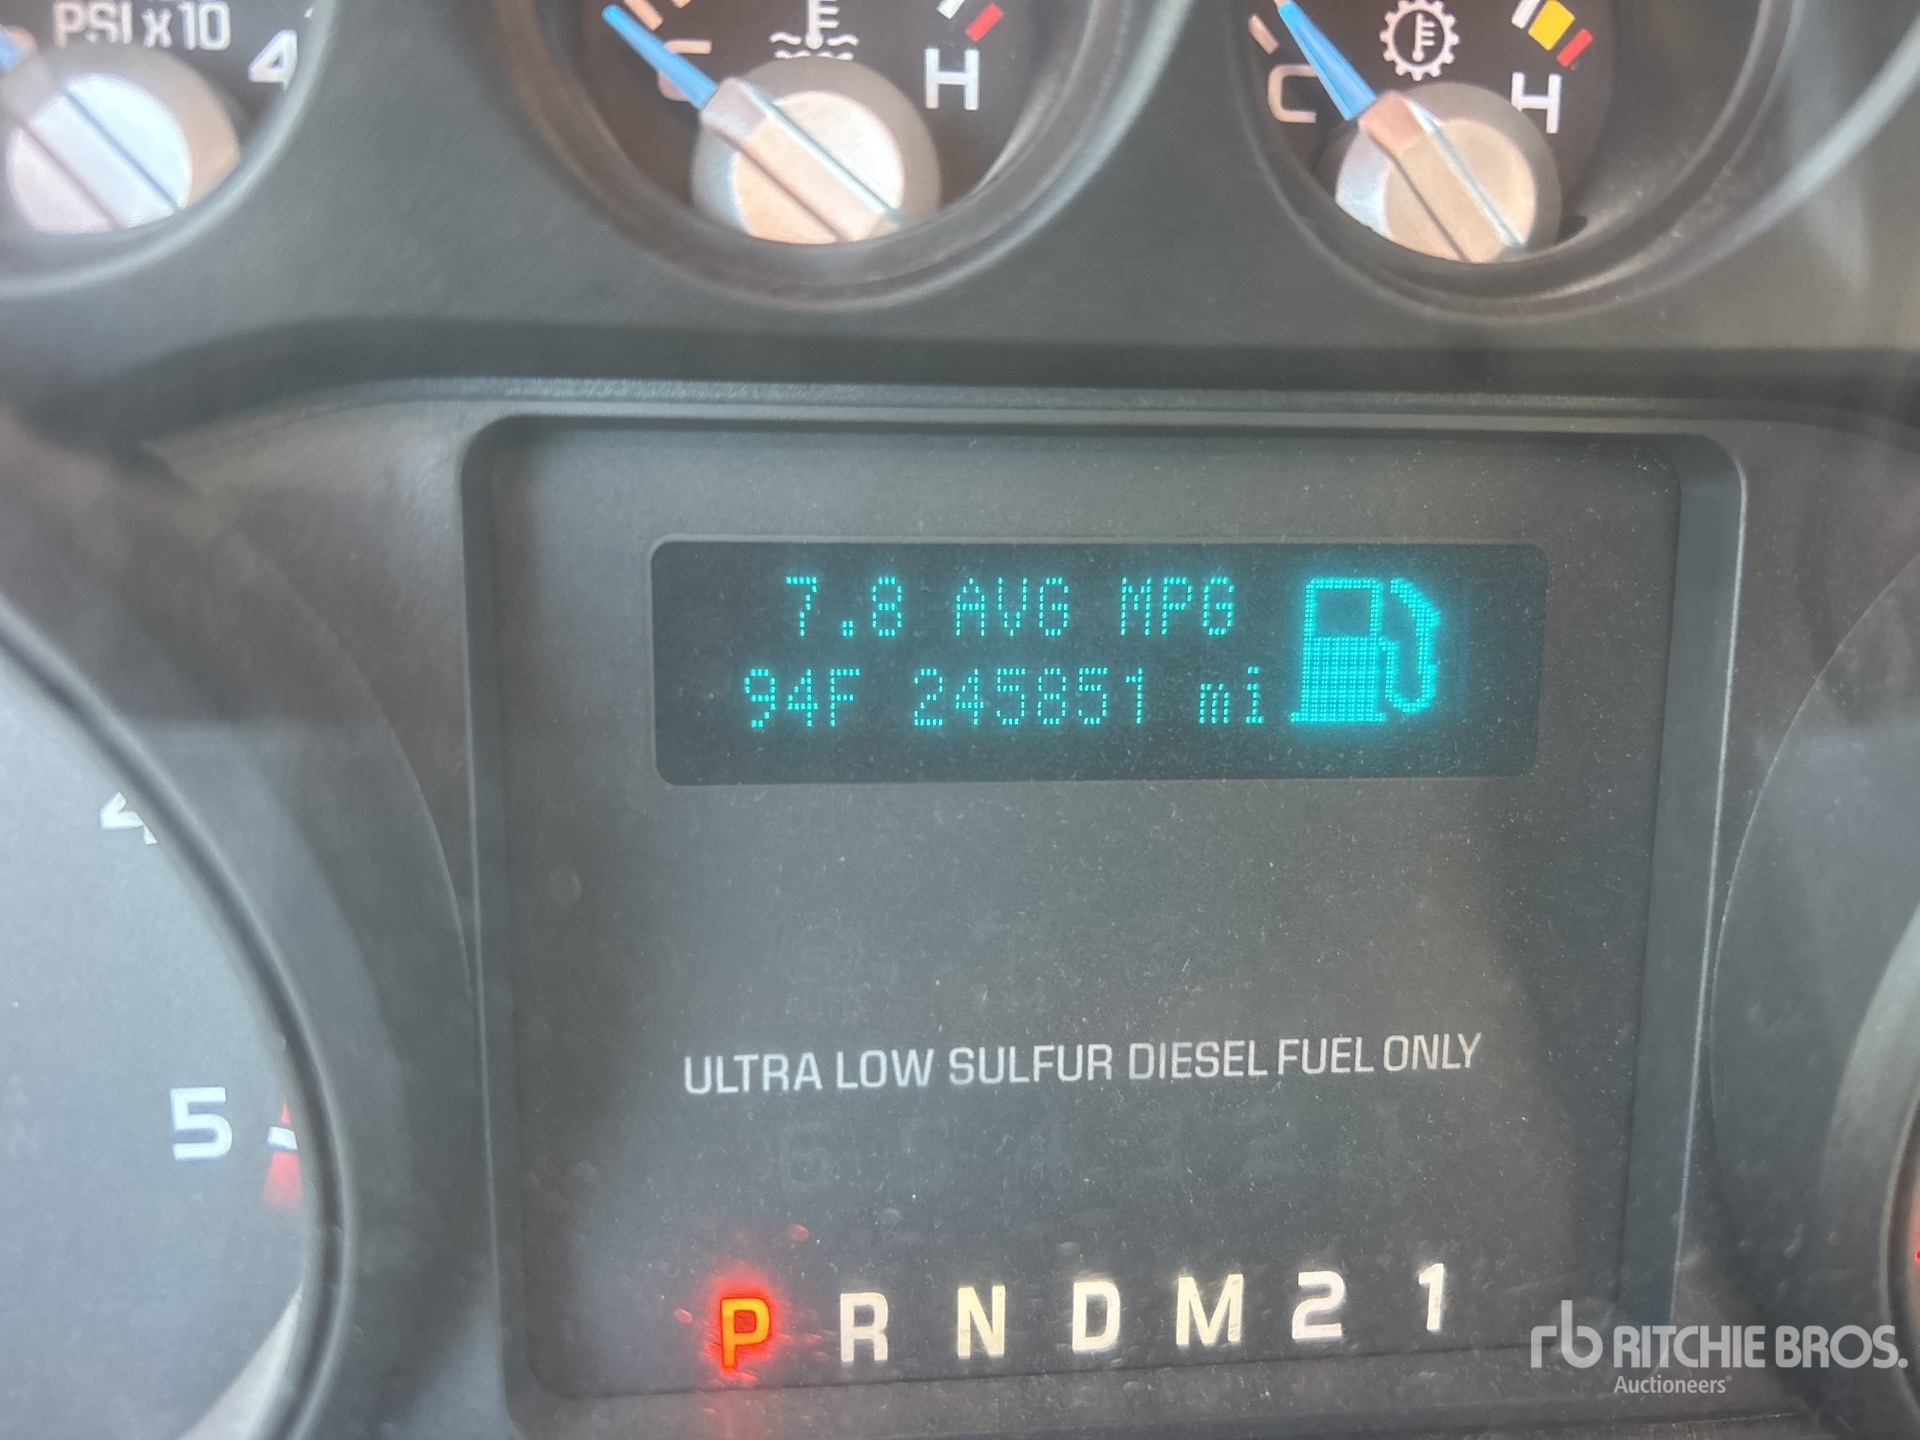 PSI x 10
4
C
H
C
H
7.8 AVG MPG
94F 245851 mi
4
5
ULTRA LOW SULFUR DIESEL FUEL ONLY
P R N D M 2 1
rb RITCHIE BROS.
Auctioneers